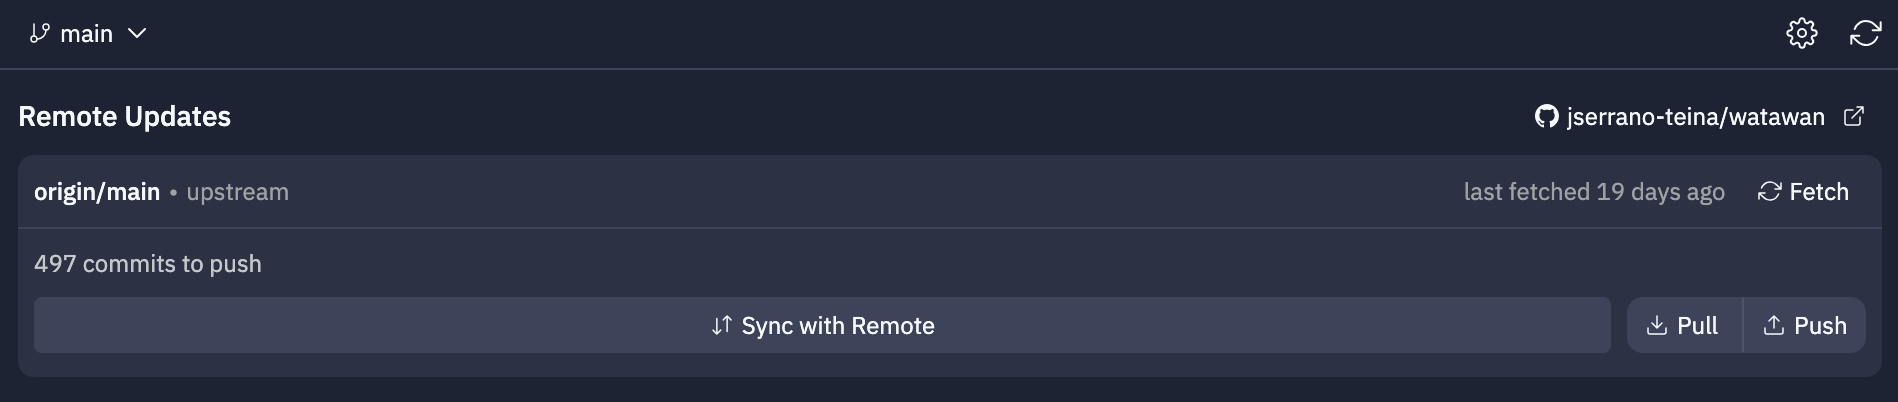 main
Remote Updates
jserrano-teina/watawan
origin/main • upstream
last fetched 19 days ago
Fetch
497 commits to push
Sync with Remote
Pull
Push